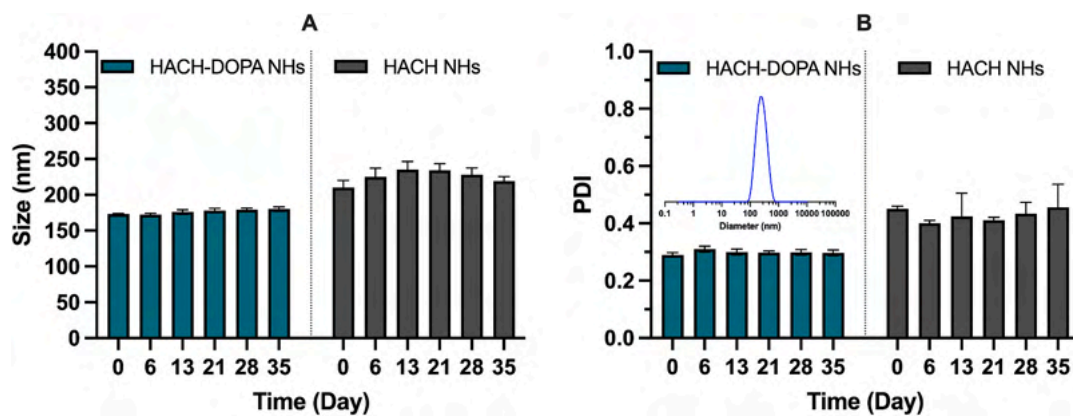 A
400
350
300
250
200
150
100
50
0
Size (nm)
HACH-DOPA NHs
HACH NHs
0 6 13 21 28 35 0 6 13 21 28 35
Time (Day)
B
1.0
0.8
0.6
0.4
0.2
0.0
PDI
HACH-DOPA NHs
HACH NHs
0.1 1 10 100 1000 10000 100000
Diameter (nm)
0 6 13 21 28 35 0 6 13 21 28 35
Time (Day)